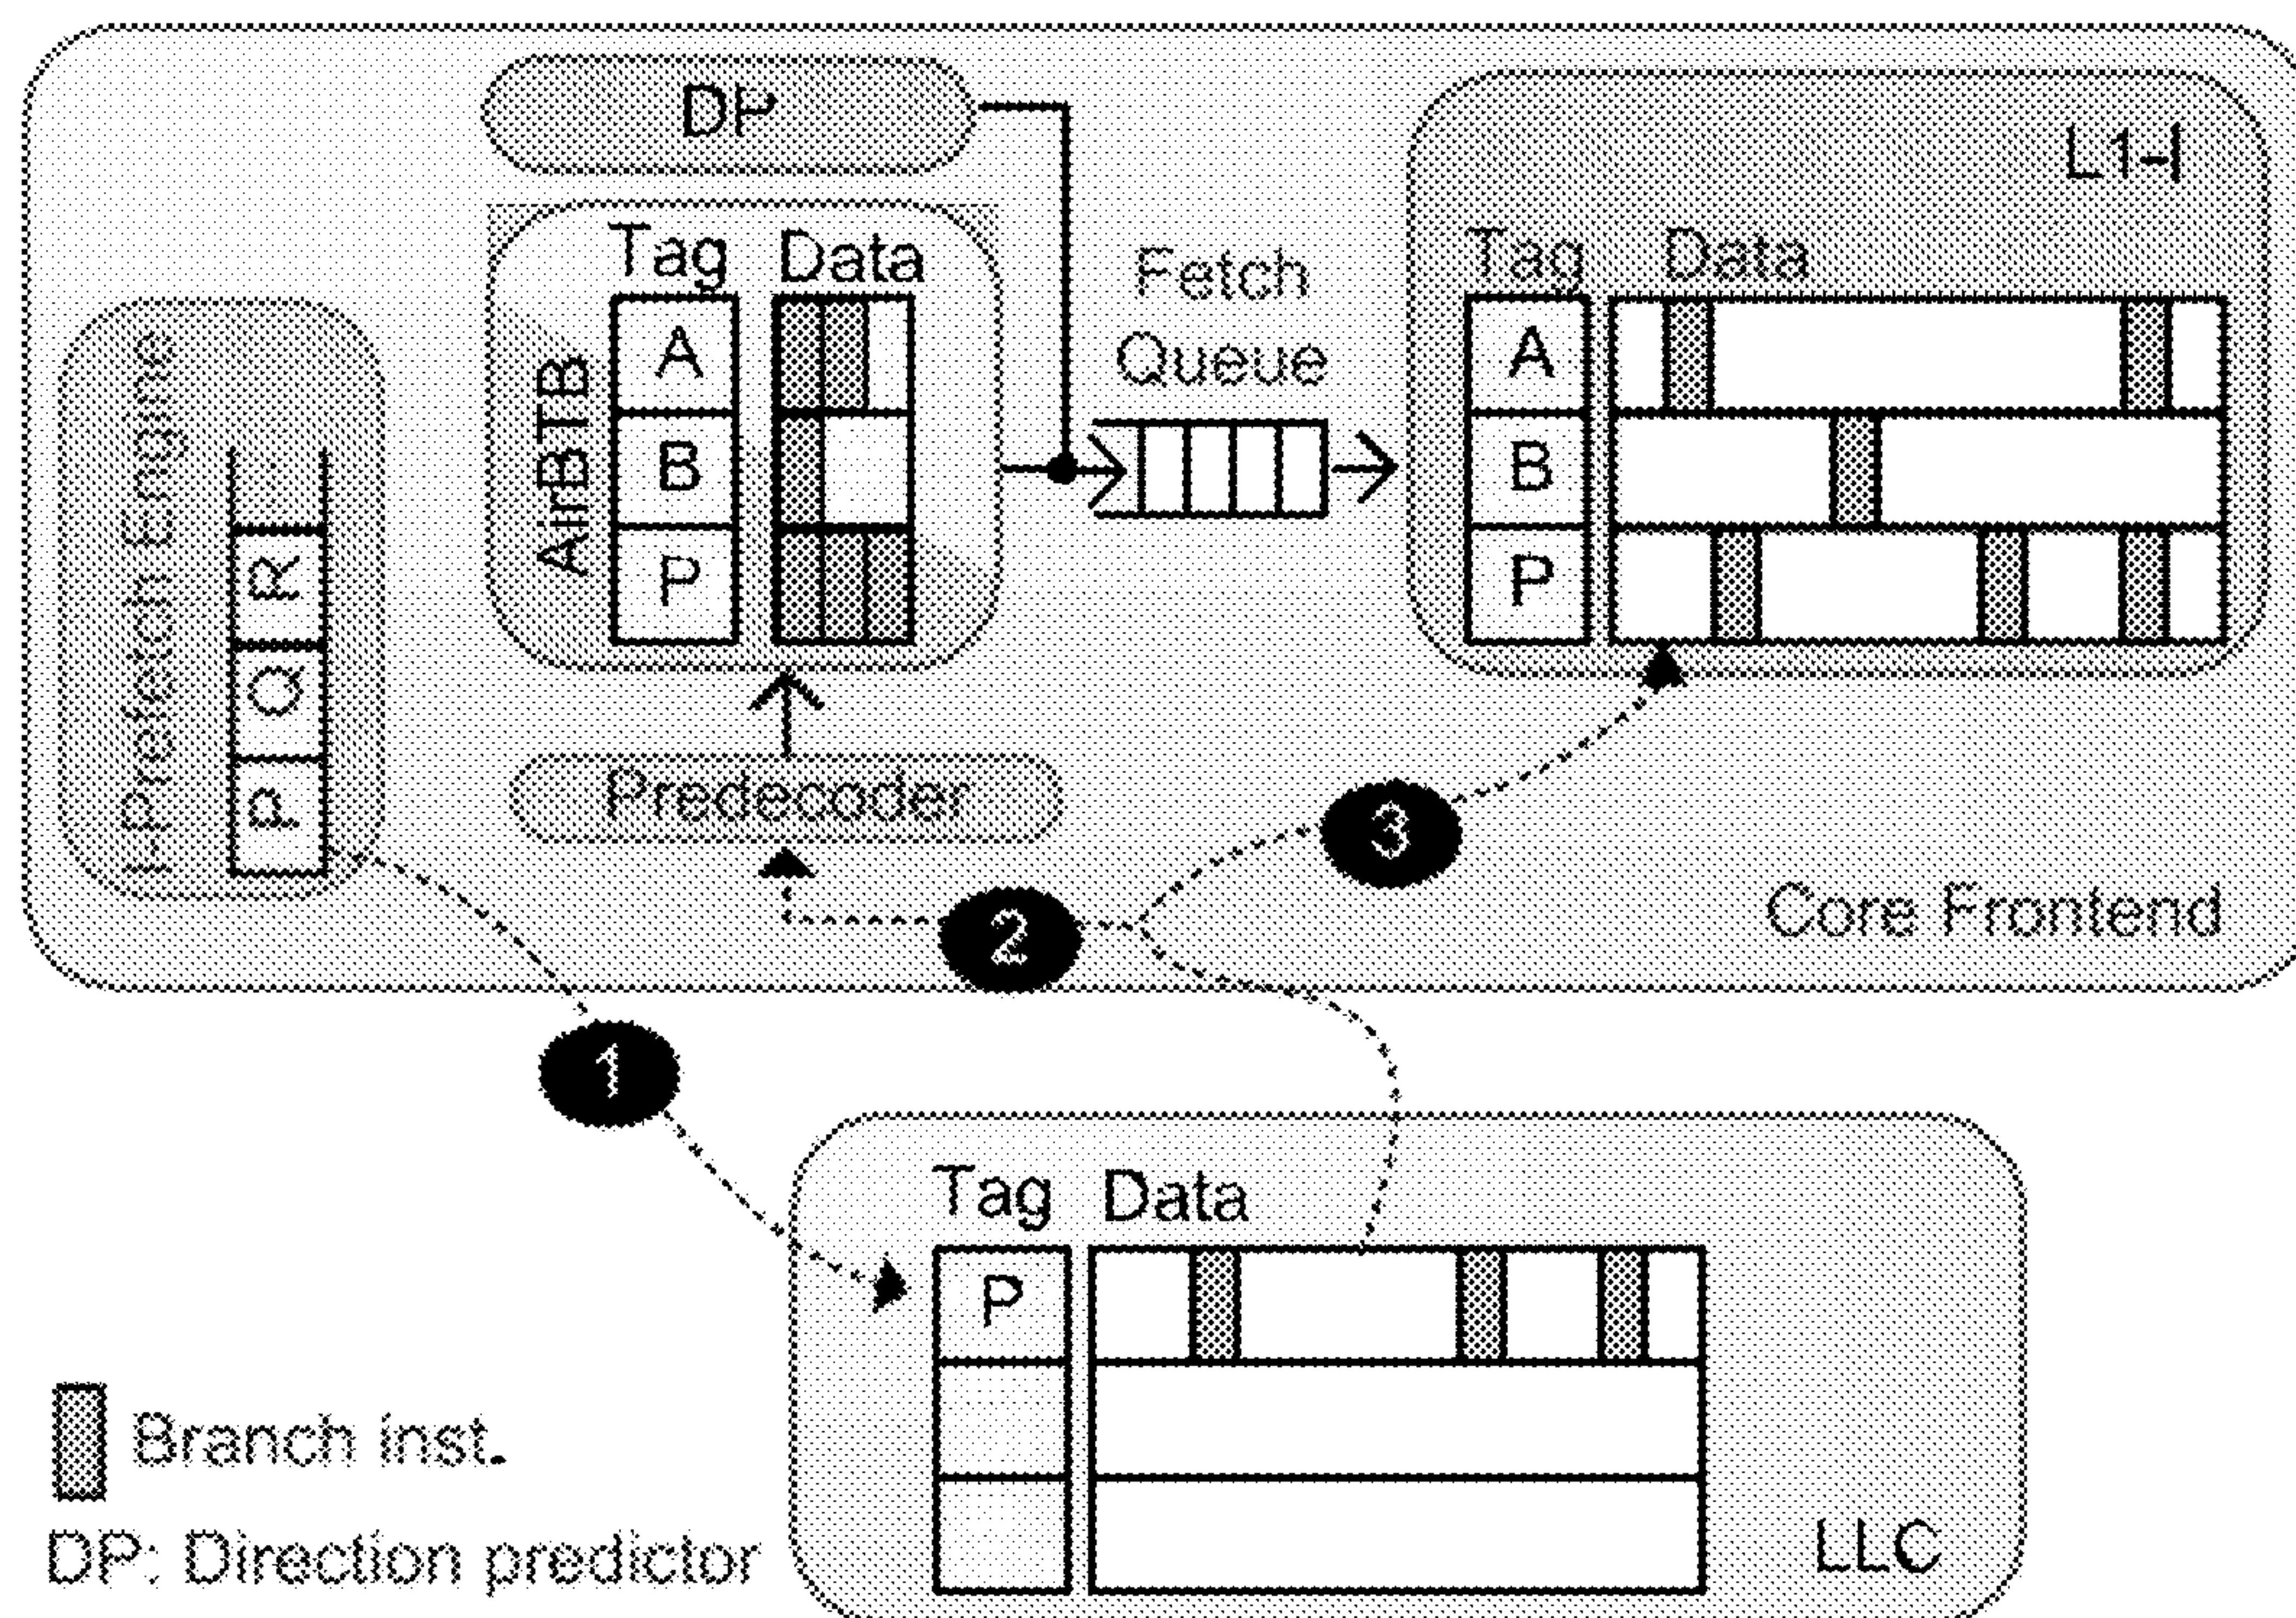 DP
L1-I
Tag Data
Fetch
Queue
Tag Data
I-Prefetch Engine
P Q R
AirBTB
A
B
P
A
B
P
Predecoder
3
2
Core Frontend
1
Tag Data
P
Branch inst.
DP: Direction predictor
LLC